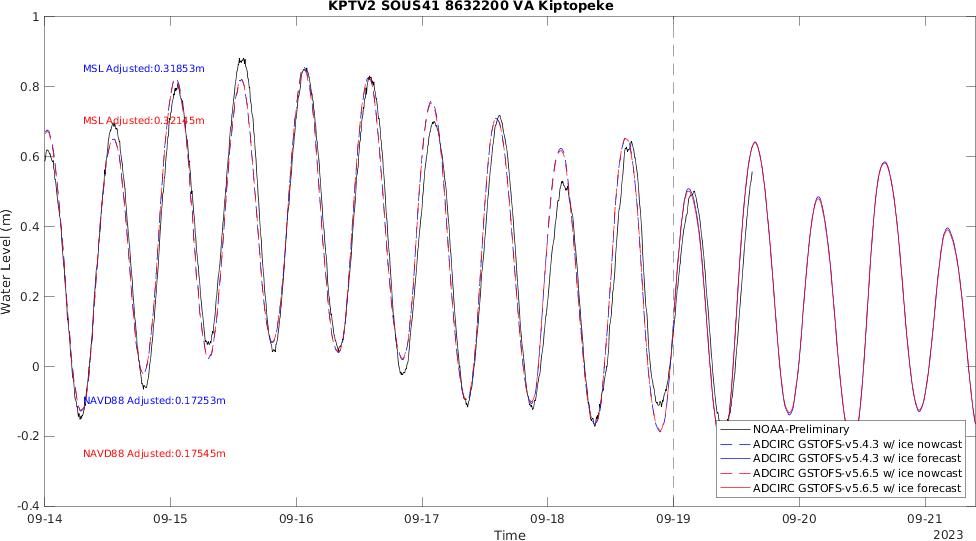 KPTV2 SOUS41 8632200 VA Kiptopeke
1
0.8
0.6
0.4
0.2
0
-0.2
-0.4
Water Level (m)
MSL Adjusted:0.31853m
MSL Adjusted:0.32145m
NAVD88 Adjusted:0.17253m
NAVD88 Adjusted:0.17545m
NOAA-Preliminary
ADCIRC GSTOFS-v5.4.3 w/ ice nowcast
ADCIRC GSTOFS-v5.4.3 w/ ice forecast
ADCIRC GSTOFS-v5.6.5 w/ ice nowcast
ADCIRC GSTOFS-v5.6.5 w/ ice forecast
09-14 09-15 09-16 09-17 09-18 09-19 09-20 09-21
Time
2023